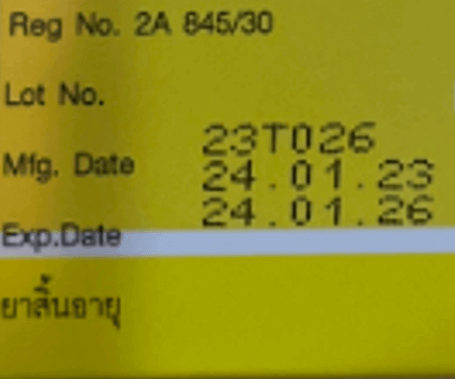 Reg No. 2A 845/30
Lot No.
23T026
Mfg. Date
24.01.23
24.01.26
Exp.Date
ยาสิ้นอายุ